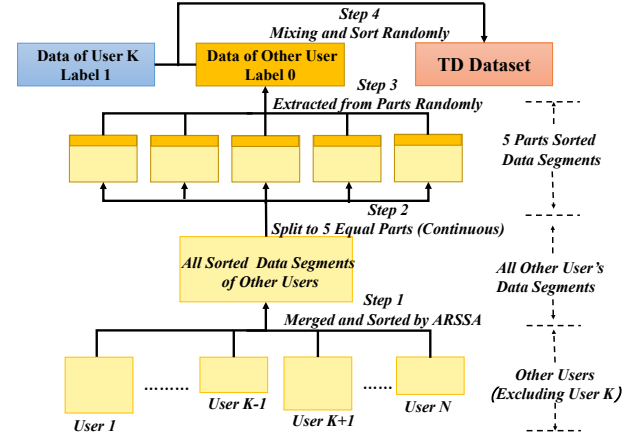 Step 4
Mixing and Sort Randomly
Data of User K
Label 1
Data of Other User
Label 0
TD Dataset
Step 3
Extracted from Parts Randomly
5 Parts Sorted
Data Segments
Step 2
Split to 5 Equal Parts (Continuous)
All Sorted Data Segments
of Other Users
All Other User's
Data Segments
Step 1
Merged and Sorted by ARSSA
.........
......
User 1
User K-1
User K+1
User N
Other Users
(Excluding User K)